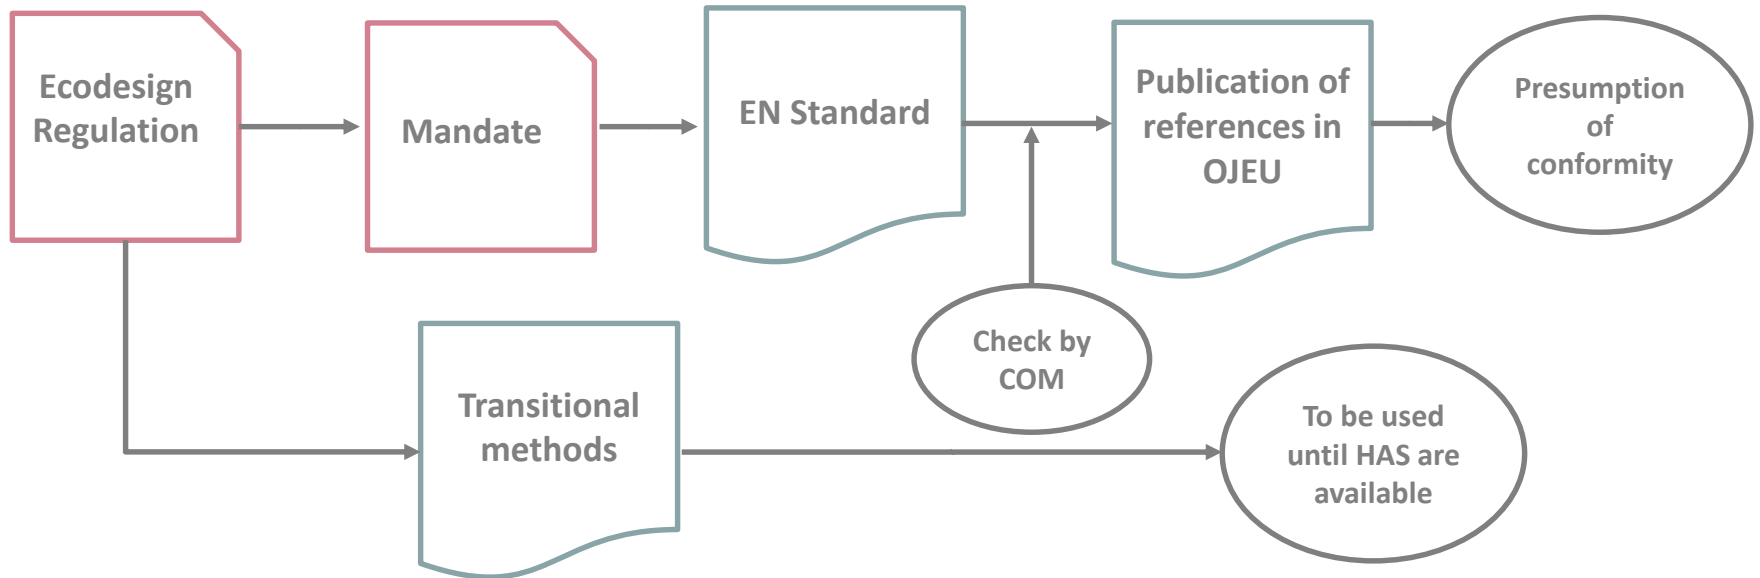 Ecodesign
Regulation
Mandate
EN Standard
Publication of
references in
OJEU
Presumption
of
conformity
Check by
COM
Transitional
methods
To be used
until HAS are
available